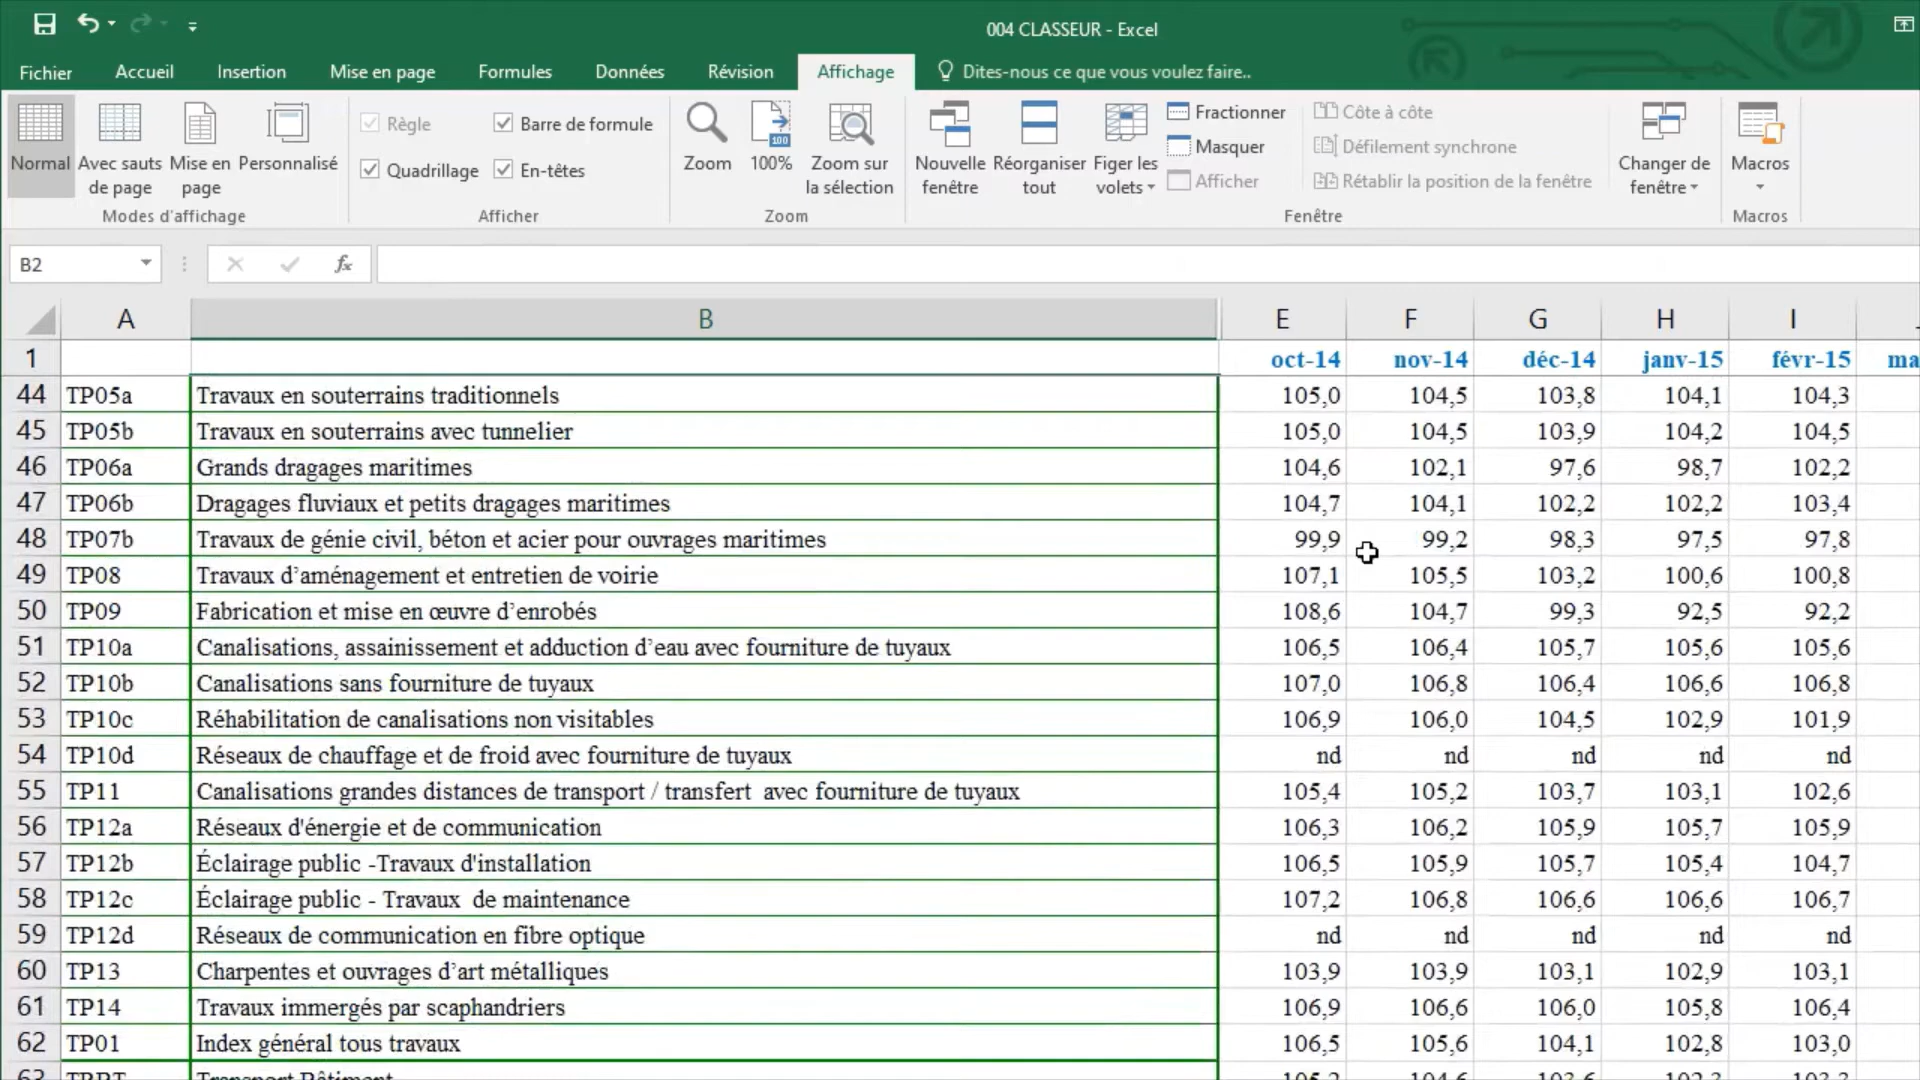 004 CLASSEUR - Excel
Fichier Accueil Insertion Mise en page Formules Données Révision Affichage Dites-nous ce que vous voulez faire..
Normal
Avec sauts de page
Mise en page
Personnalisé
Modes d'affichage
Règle
Barre de formule
Quadrillage
En-têtes
Afficher
Zoom
100
100%
Zoom sur la sélection
Zoom
Nouvelle fenêtre
Réorganiser tout
Figer les volets
Fractionner
Masquer
Afficher
Côte à côte
Défilement synchrone
Rétablir la position de la fenêtre
Changer de fenêtre
Fenêtre
Macros
Macros
B2 fx
A B E F G H I
1 oct-14 nov-14 déc-14 janv-15 févr-15 ma
44 TP05a Travaux en souterrains traditionnels 105,0 104,5 103,8 104,1 104,3
45 TP05b Travaux en souterrains avec tunnelier 105,0 104,5 103,9 104,2 104,5
46 TP06a Grands dragages maritimes 104,6 102,1 97,6 98,7 102,2
47 TP06b Dragages fluviaux et petits dragages maritimes 104,7 104,1 102,2 102,2 103,4
48 TP07b Travaux de génie civil, béton et acier pour ouvrages maritimes 99,9 99,2 98,3 97,5 97,8
49 TP08 Travaux d’aménagement et entretien de voirie 107,1 105,5 103,2 100,6 100,8
50 TP09 Fabrication et mise en œuvre d’enrobés 108,6 104,7 99,3 92,5 92,2
51 TP10a Canalisations, assainissement et adduction d’eau avec fourniture de tuyaux 106,5 106,4 105,7 105,6 105,6
52 TP10b Canalisations sans fourniture de tuyaux 107,0 106,8 106,4 106,6 106,8
53 TP10c Réhabilitation de canalisations non visitables 106,9 106,0 104,5 102,9 101,9
54 TP10d Réseaux de chauffage et de froid avec fourniture de tuyaux nd nd nd nd nd
55 TP11 Canalisations grandes distances de transport / transfert  avec fourniture de tuyaux 105,4 105,2 103,7 103,1 102,6
56 TP12a Réseaux d'énergie et de communication 106,3 106,2 105,9 105,7 105,9
57 TP12b Éclairage public -Travaux d'installation 106,5 105,9 105,7 105,4 104,7
58 TP12c Éclairage public - Travaux  de maintenance 107,2 106,8 106,6 106,6 106,7
59 TP12d Réseaux de communication en fibre optique nd nd nd nd nd
60 TP13 Charpentes et ouvrages d’art métalliques 103,9 103,9 103,1 102,9 103,1
61 TP14 Travaux immergés par scaphandriers 106,9 106,6 106,0 105,8 106,4
62 TP01 Index général tous travaux 106,5 105,6 104,1 102,8 103,0
63 Transport Bâtiment